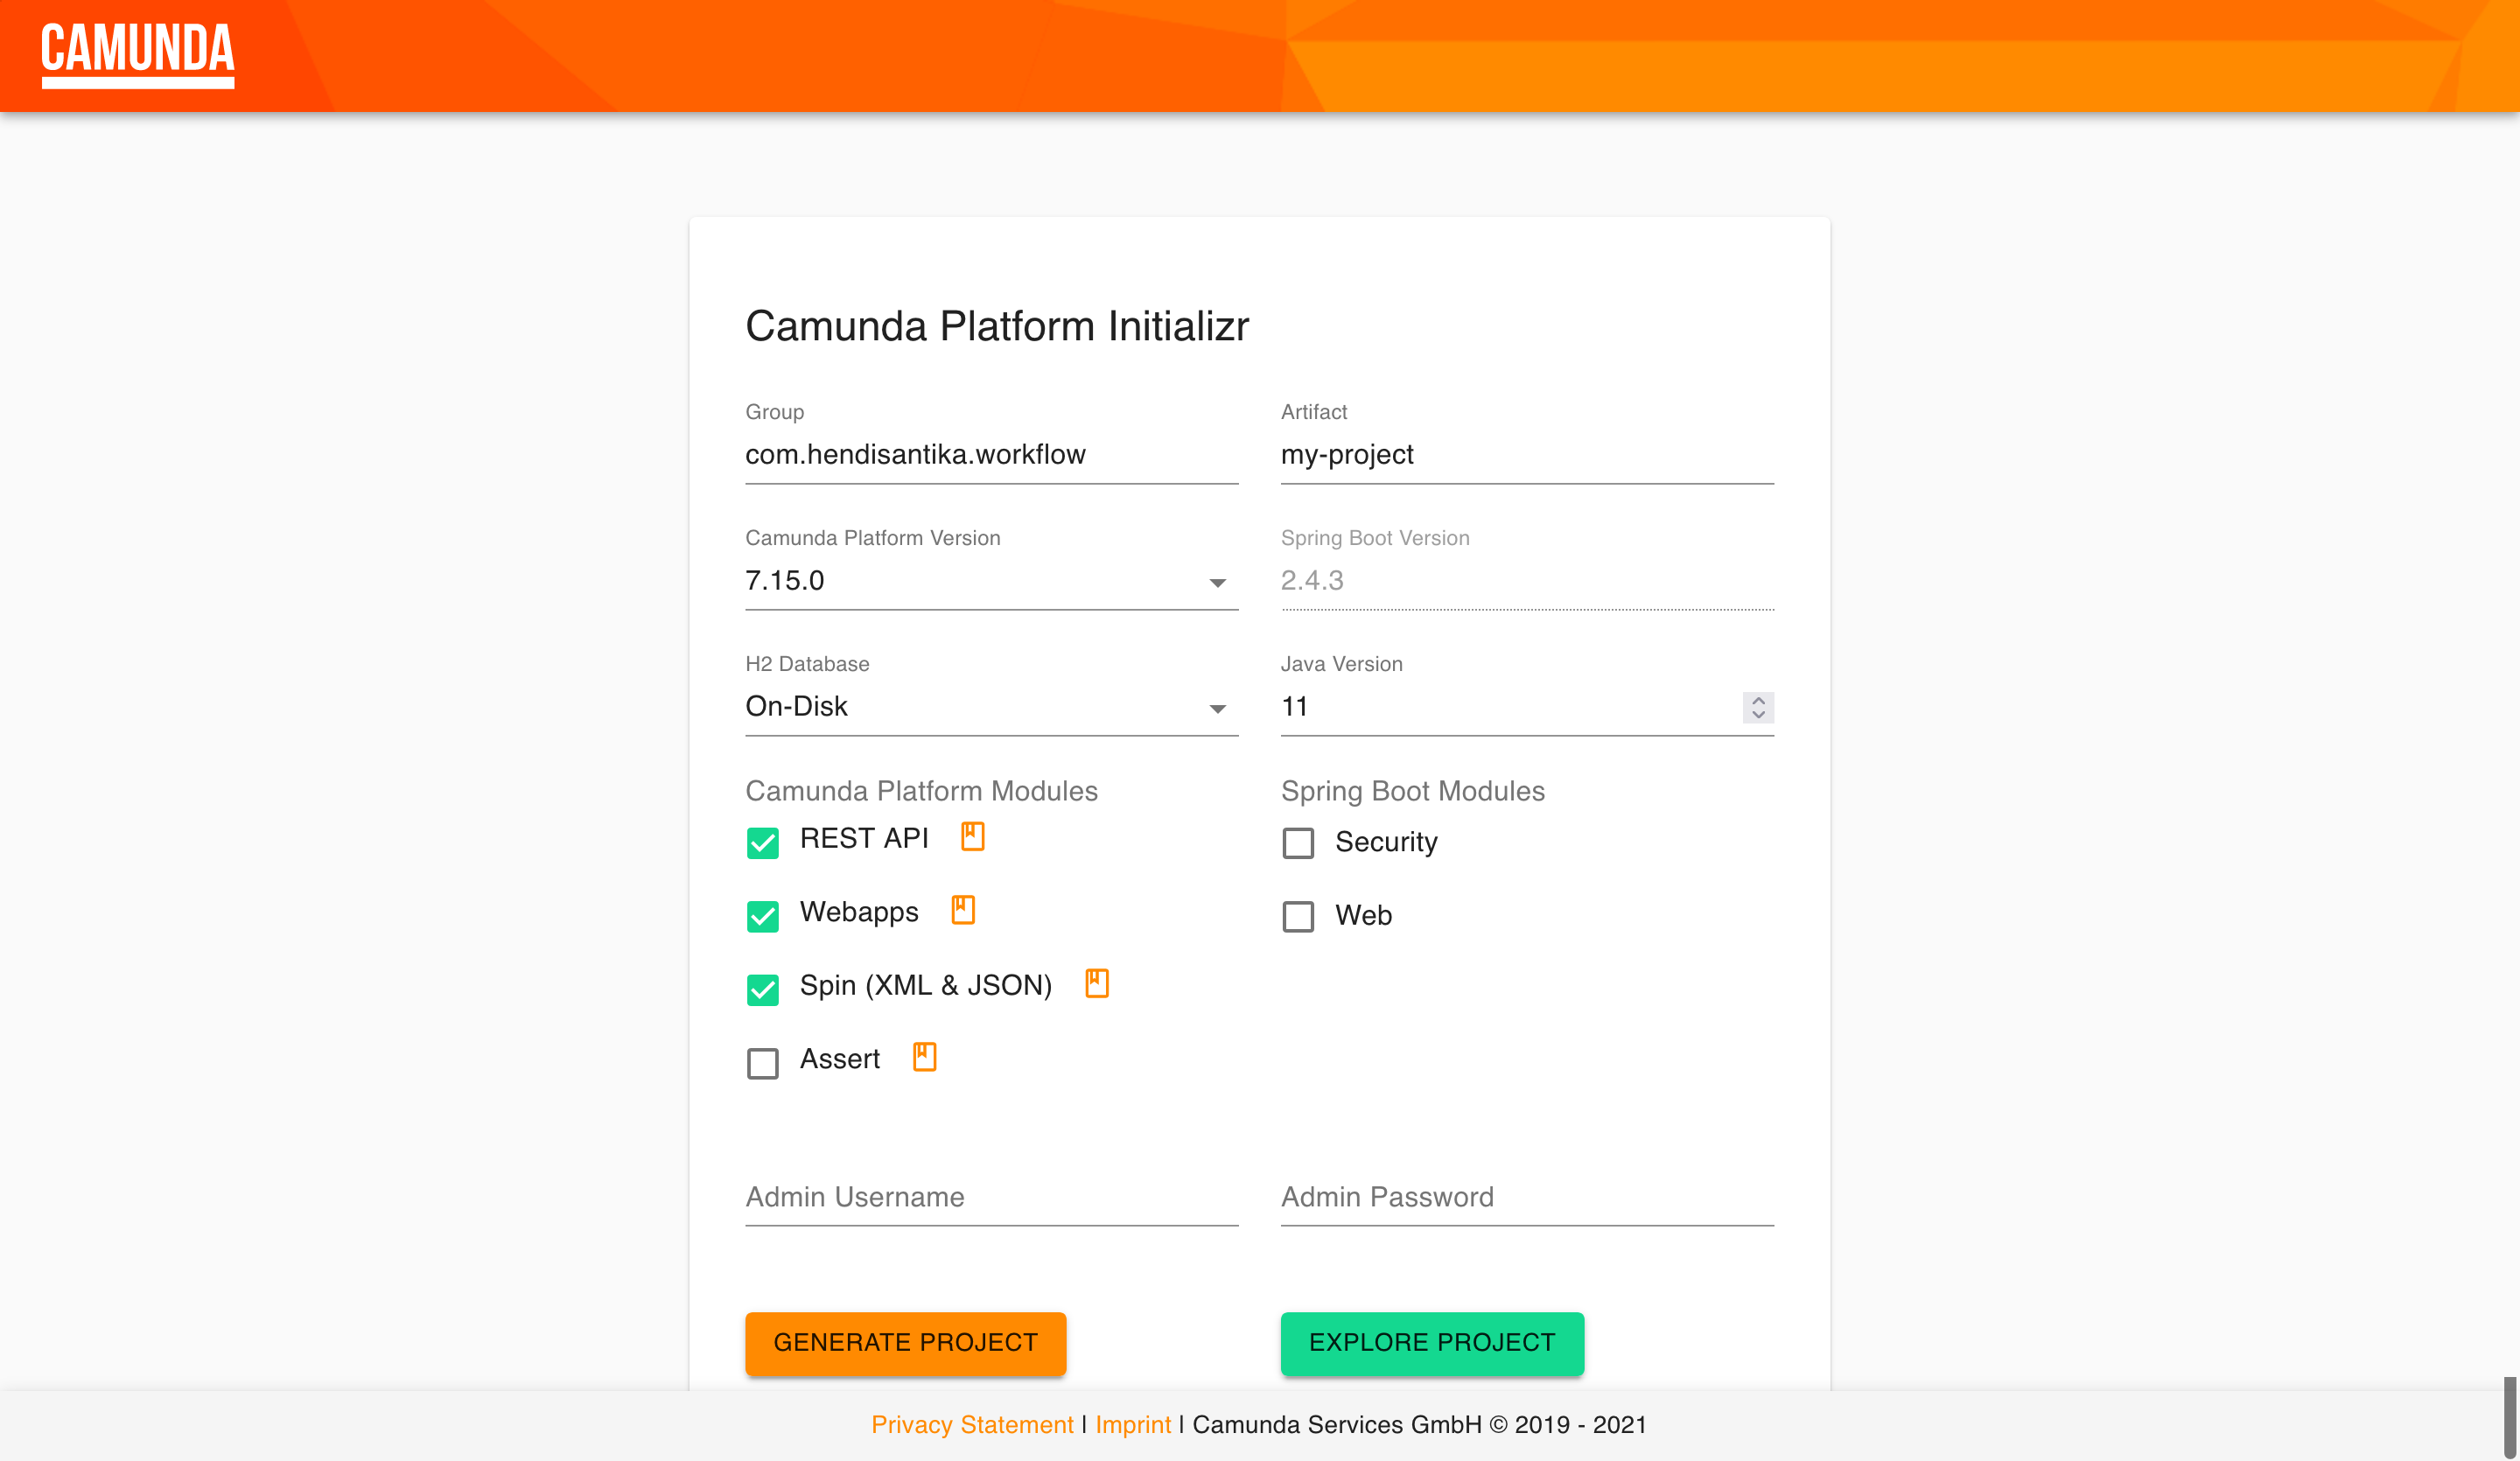 CAMUNDA
Camunda Platform Initializr
Group
Artifact
com.hendisantika.workflow
my-project
Camunda Platform Version
Spring Boot Version
7.15.0
2.4.3
H2 Database
Java Version
On-Disk
11
Camunda Platform Modules
Spring Boot Modules
REST API
Security
Webapps
Web
Spin (XML & JSON)
Assert
Admin Username
Admin Password
GENERATE PROJECT
EXPLORE PROJECT
Privacy Statement | Imprint | Camunda Services GmbH © 2019 - 2021